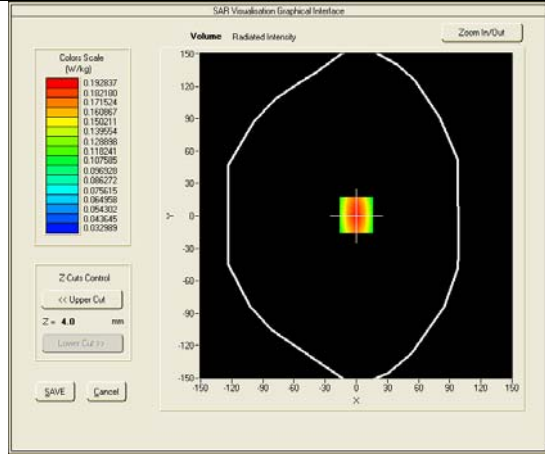 SAR Visualisation Graphical Interface
Volume Radiated Intensity
Zoom In/Out
Colors Scale
(W/kg)
0.192837
0.182180
0.171524
0.160867
0.150211
0.139554
0.128898
0.118241
0.107585
0.096928
0.086272
0.075615
0.064958
0.054302
0.043645
0.032989
Z Cuts Control
<< Upper Cut
Z = 4.0 mm
Lower Cut >>
SAVE Cancel
150-
120-
90-
60-
30-
0-
-30-
-60-
-90-
-120-
-150-
Y
-150 -120 -90 -60 -30 0 30 60 90 120 150
X